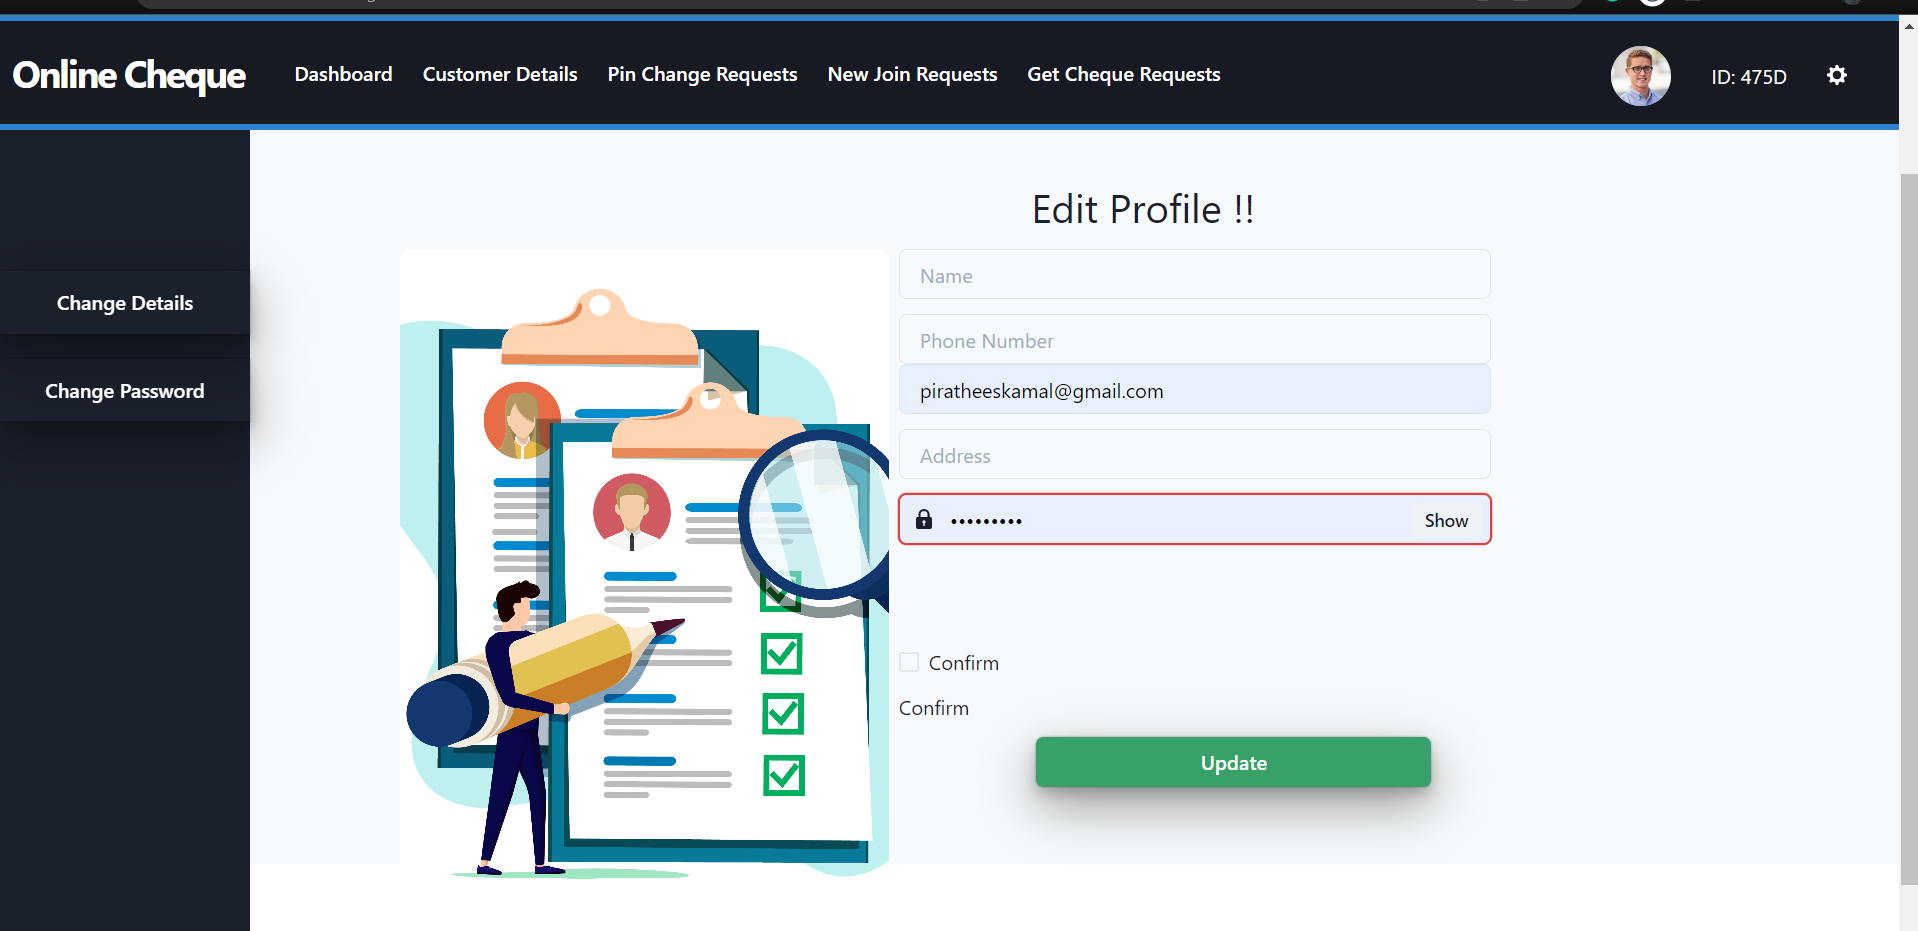 Online Cheque
Dashboard
Customer Details
Pin Change Requests
New Join Requests
Get Cheque Requests
ID: 475D
Change Details
Change Password
Edit Profile !!
Name
Phone Number
piratheeskamal@gmail.com
Address
•••••••••
Show
Confirm
Confirm
Update